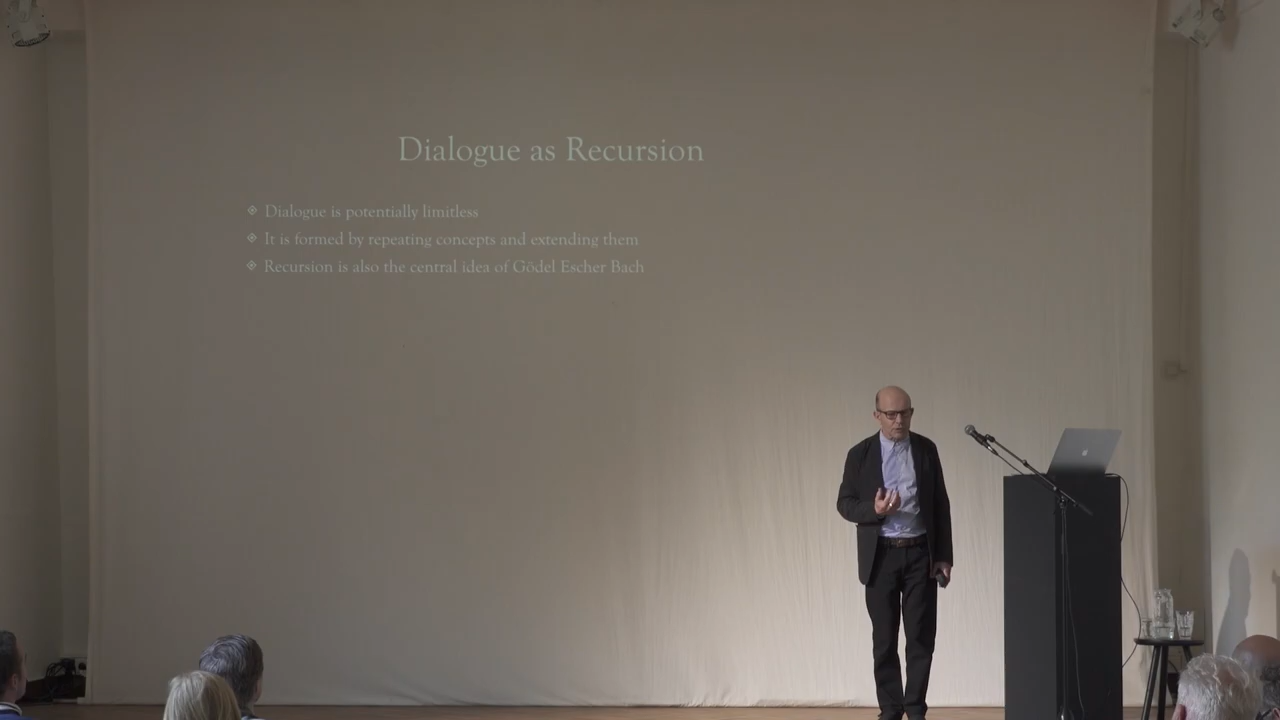 Dialogue as Recursion
Dialogue is potentially limitless
It is formed by repeating concepts and extending them
Recursion is also the central idea of Gödel Escher Bach